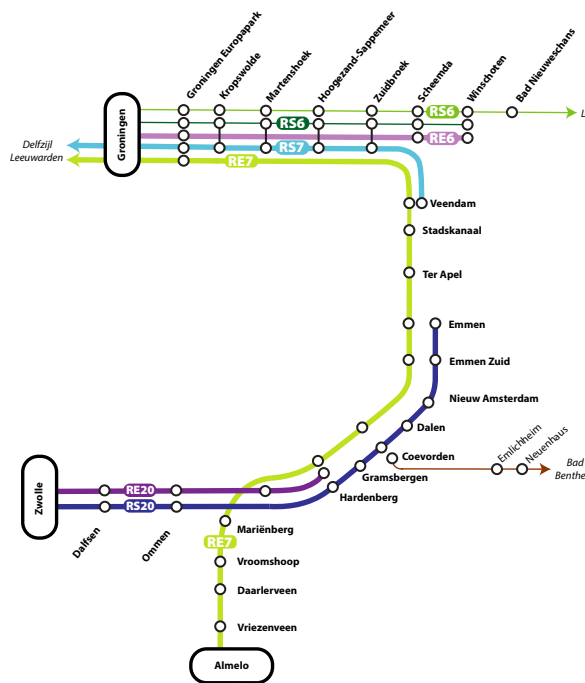 Groningen Europapark
Kropswolde
Martenshoek
Hoogezand-Sappemeer
Zuidbroek
Scheemda
Winschoten
Bad Nieuweschans
Groningen
RS6
L
RS6
RE6
Delfzijl
Leeuwarden
RS7
RE7
Veendam
Stadskanaal
Ter Apel
Emmen
Emmen Zuid
Nieuw Amsterdam
Dalen
Coevorden
Emlichheim
Neuenhaus
Bad
Benthe
Gramsbergen
Hardenberg
Zwolle
RE20
RS20
Dalfsen
Ommen
Mariënberg
RE7
Vroomshoop
Daarlerveen
Vriezenveen
Almelo